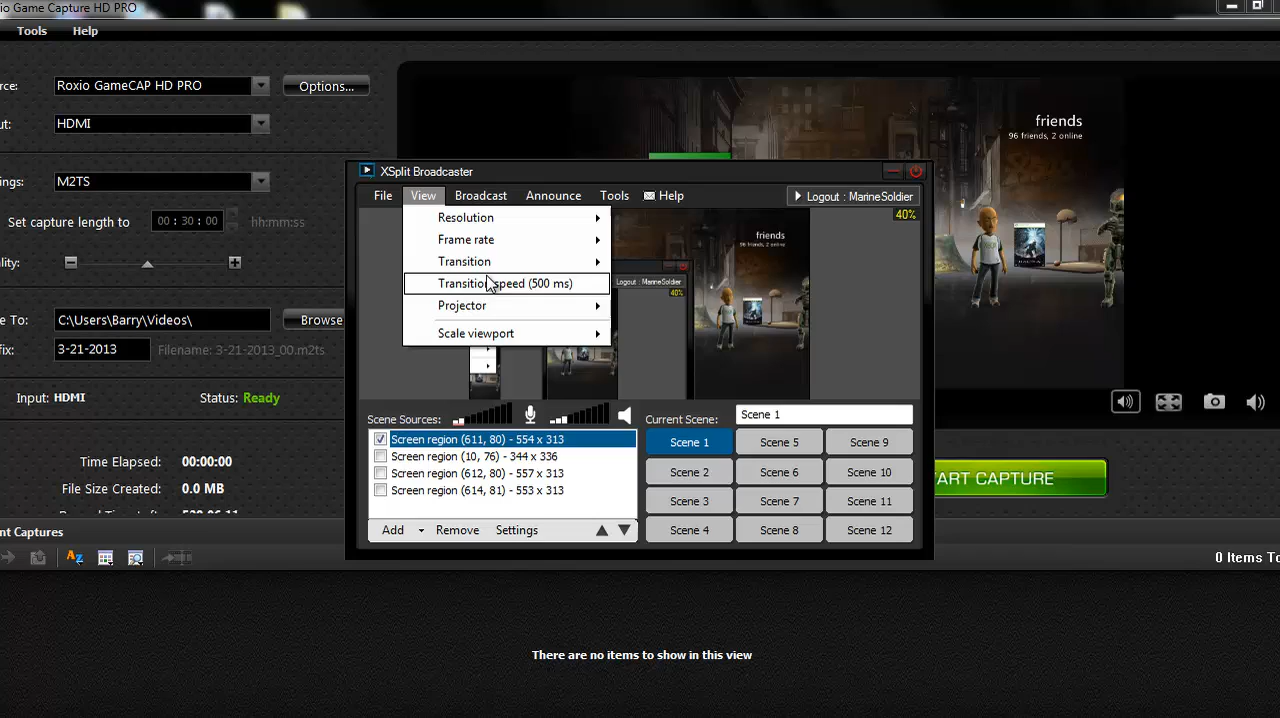 io Game Capture HD PRO
Tools Help
rce: Roxio GameCAP HD PRO Options...
ut: HDMI
ings: M2TS
Set capture length to 00 : 30 : 00 hh:mm:ss
ality:
e To: C:\Users\Barry\Videos\ Browse
fix: 3-21-2013 Filename: 3-21-2013_00.m2ts
Input: HDMI Status: Ready
Time Elapsed: 00:00:00
File Size Created: 0.0 MB
nt Captures
friends
96 friends, 2 online
XSplit Broadcaster
File View Broadcast Announce Tools Help Logout : MarineSoldier
40%
Resolution
Frame rate
Transition
Transition speed (500 ms)
Projector
Scale viewport
friends
96 friends, 2 online
Logout : MarineSoldier
40%
Scene Sources: Current Scene: Scene 1
Screen region (611, 80) - 554 x 313
Screen region (10, 76) - 344 x 336
Screen region (612, 80) - 557 x 313
Screen region (614, 81) - 553 x 313
Add Remove Settings
Scene 1 Scene 5 Scene 9
Scene 2 Scene 6 Scene 10
Scene 3 Scene 7 Scene 11
Scene 4 Scene 8 Scene 12
ART CAPTURE
0 Items To
There are no items to show in this view